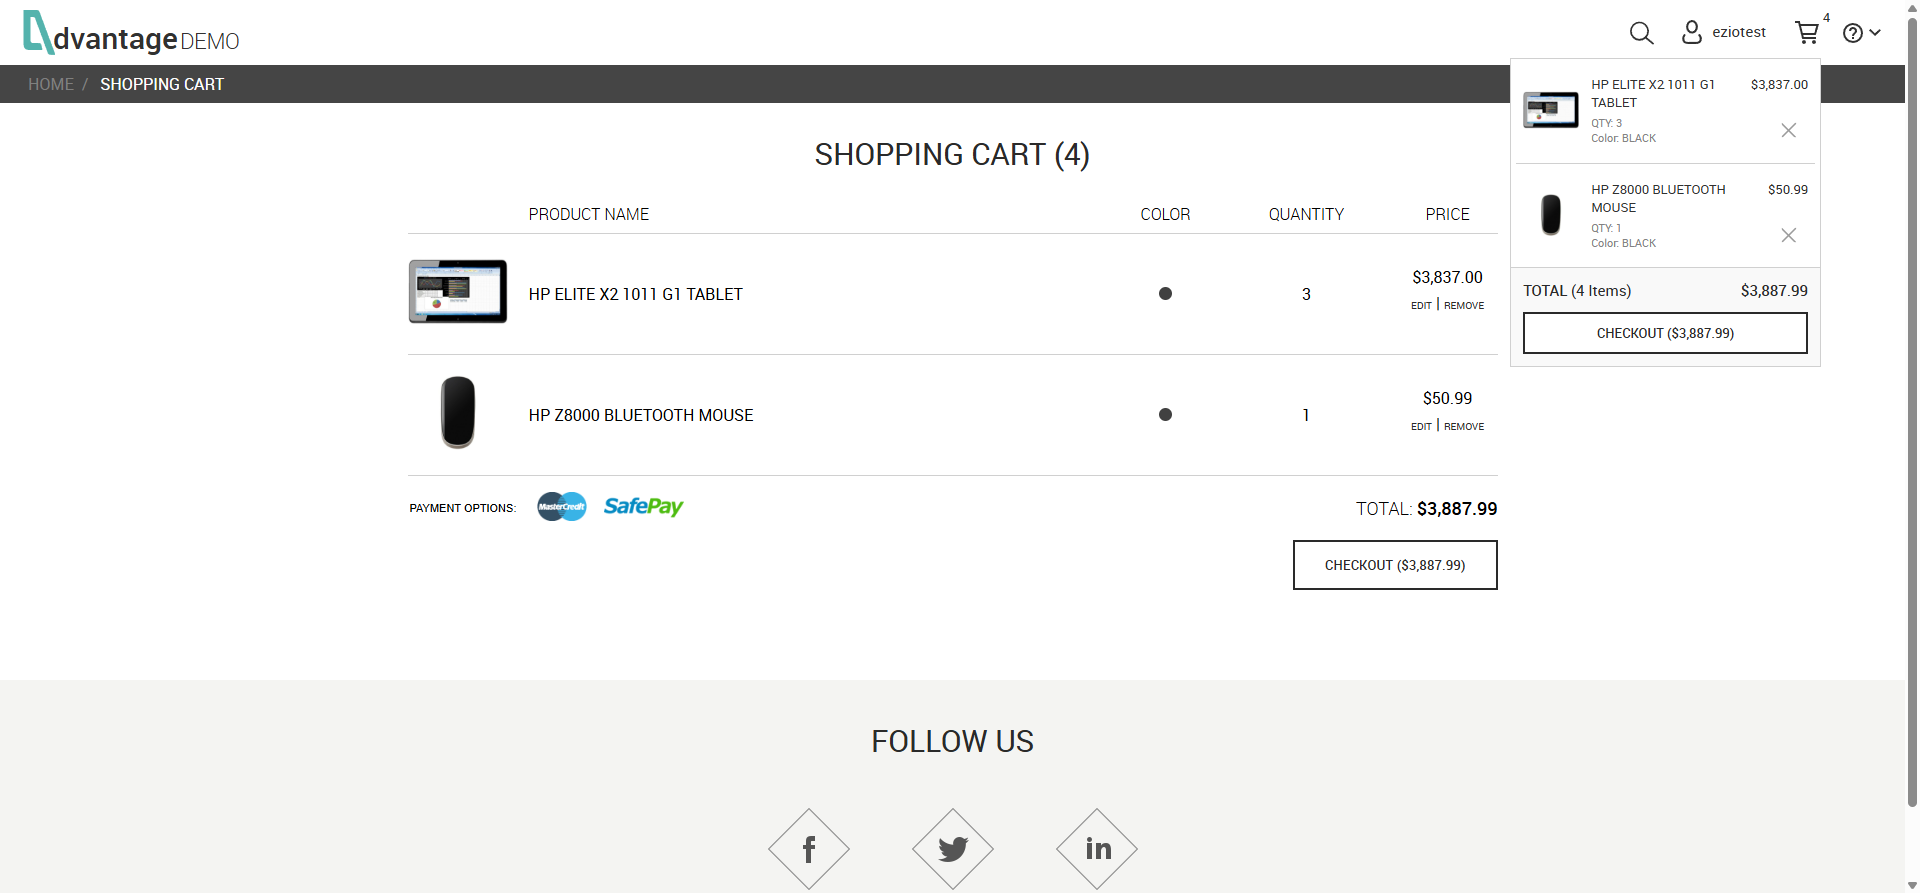 dvantage DEMO
eziotest
4
HOME / SHOPPING CART
SHOPPING CART (4)
PRODUCT NAME COLOR QUANTITY PRICE
HP ELITE X2 1011 G1 TABLET 3 $3,837.00
EDIT | REMOVE
HP Z8000 BLUETOOTH MOUSE 1 $50.99
EDIT | REMOVE
PAYMENT OPTIONS: MasterCredit SafePay TOTAL: $3,887.99
CHECKOUT ($3,887.99)
HP ELITE X2 1011 G1 $3,837.00
TABLET
QTY: 3
Color: BLACK
HP Z8000 BLUETOOTH $50.99
MOUSE
QTY: 1
Color: BLACK
TOTAL (4 Items) $3,887.99
CHECKOUT ($3,887.99)
FOLLOW US
f
in